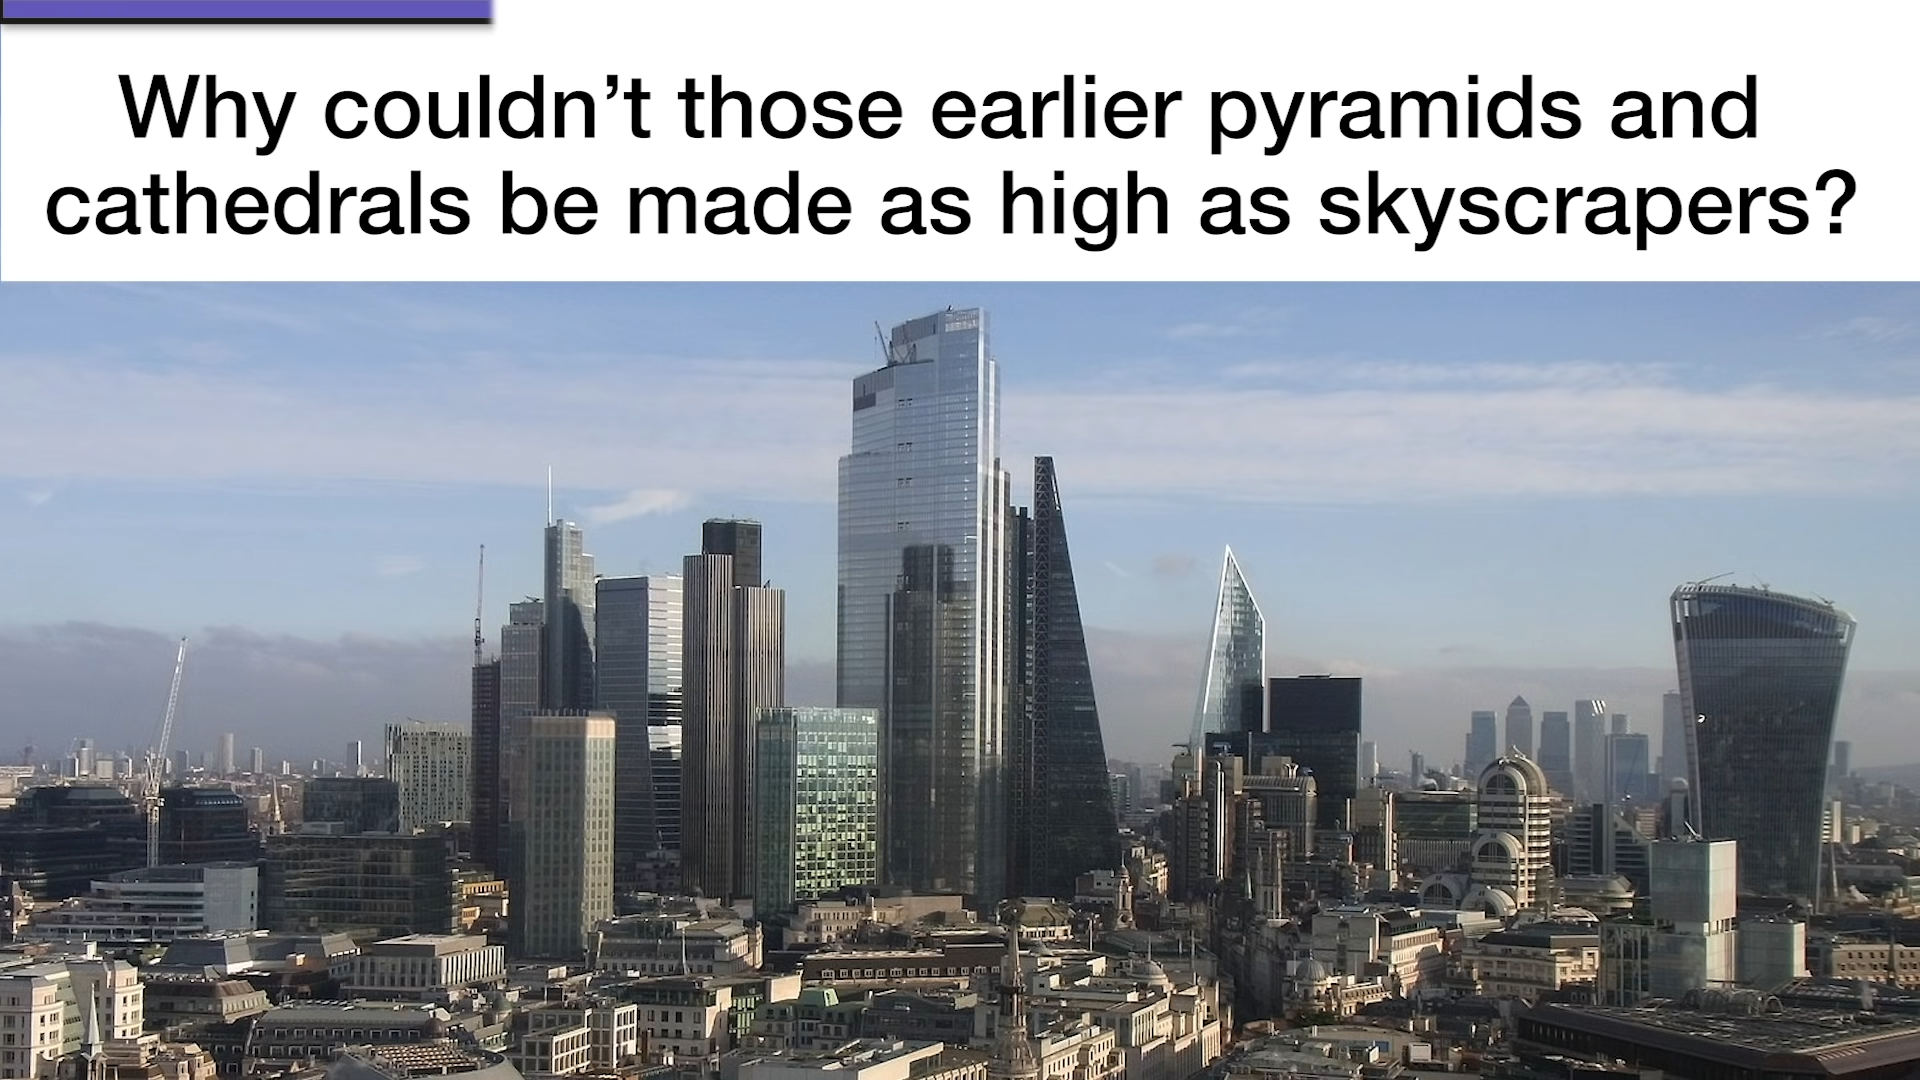 Why couldn’t those earlier pyramids and
cathedrals be made as high as skyscrapers?